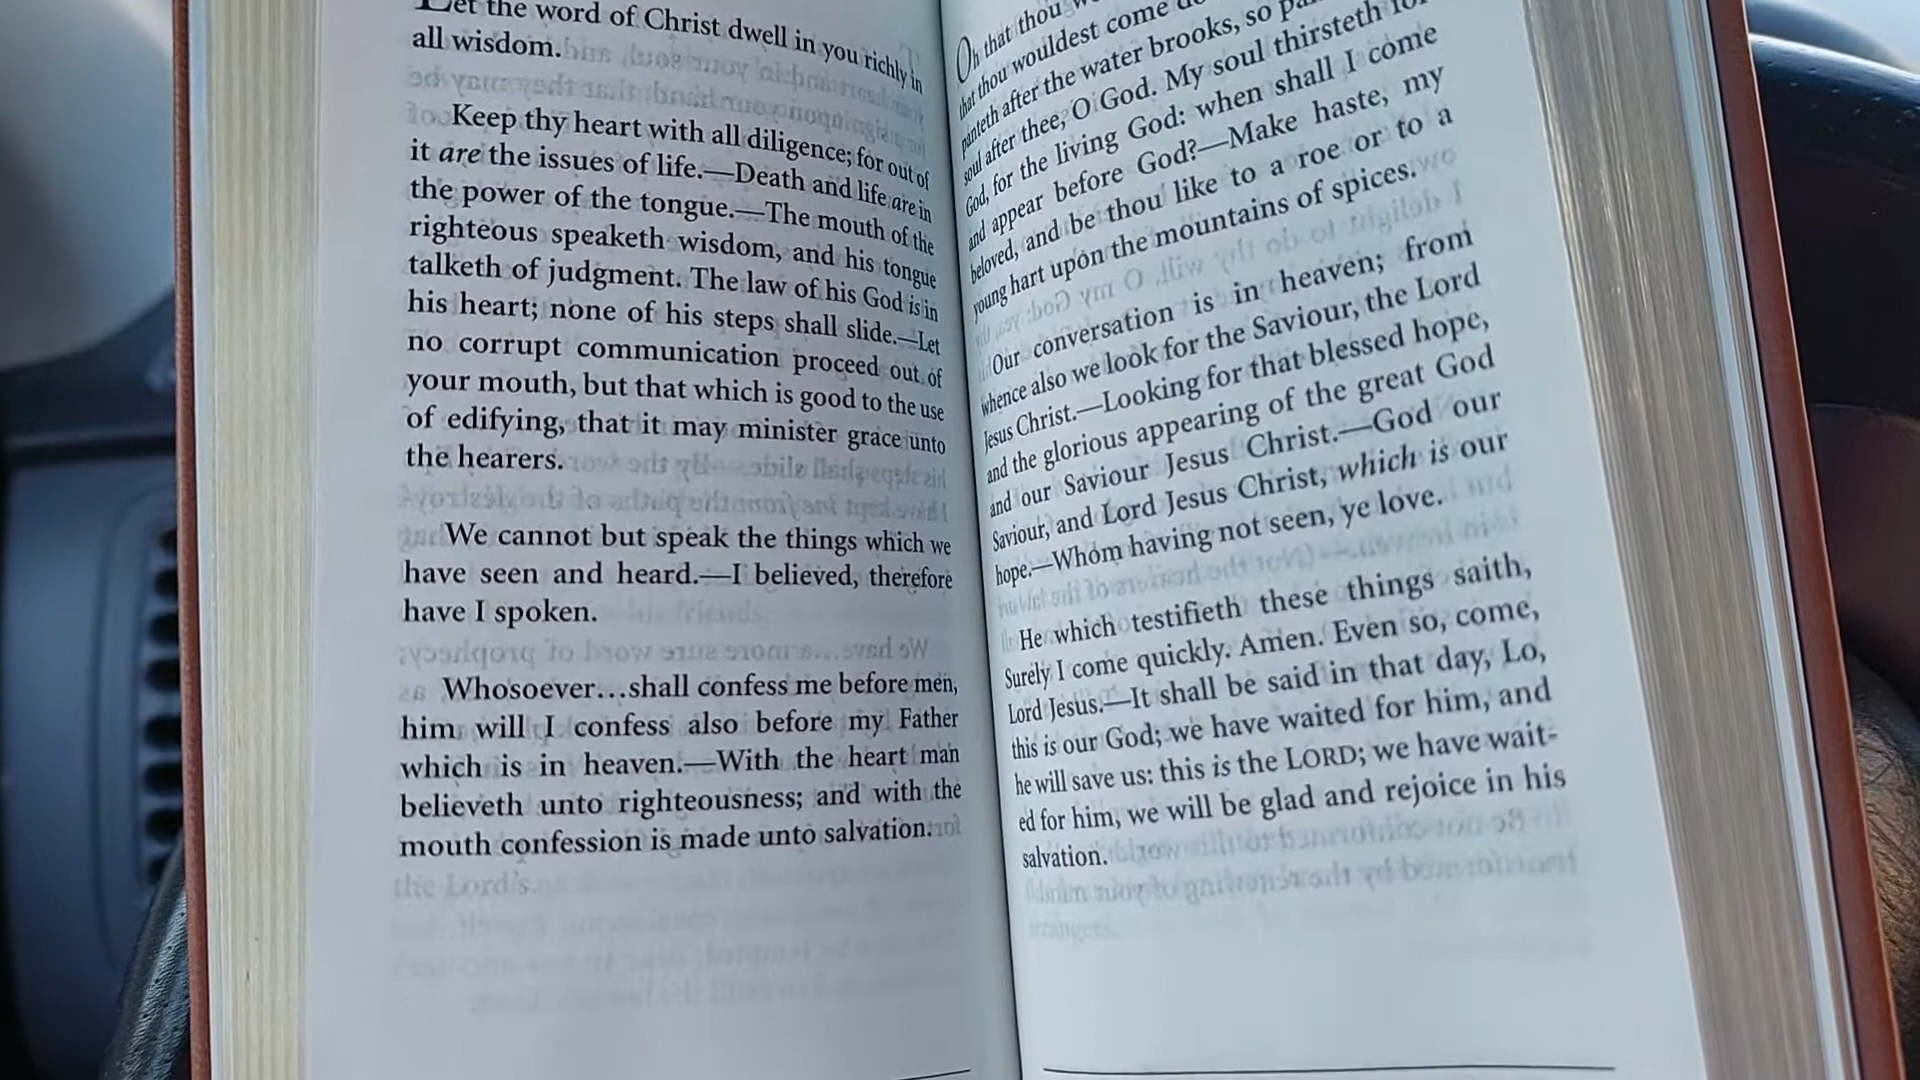 Let the word of Christ dwell in you richly in
all wisdom.
Keep thy heart with all diligence; for out of
it are the issues of life.—Death and life are in
the power of the tongue.—The mouth of the
righteous speaketh wisdom, and his tongue
talketh of judgment. The law of his God is in
his heart; none of his steps shall slide.—Let
no corrupt communication proceed out of
your mouth, but that which is good to the use
of edifying, that it may minister grace unto
the hearers.
We cannot but speak the things which we
have seen and heard.—I believed, therefore
have I spoken.
Whosoever…shall confess me before men,
him will I confess also before my Father
which is in heaven.—With the heart man
believeth unto righteousness; and with the
mouth confession is made unto salvation.
Oh that thou
that thou wouldest come
panteth after the water brooks, so
soul after thee, O God. My soul thirsteth for
God, for the living God: when shall I come
and appear before God?—Make haste, my
beloved, and be thou like to a roe or to a
young hart upon the mountains of spices.
Our conversation is in heaven; from
whence also we look for the Saviour, the Lord
Jesus Christ.—Looking for that blessed hope,
and the glorious appearing of the great God
and our Saviour Jesus Christ.—God our
Saviour, and Lord Jesus Christ, which is our
hope.—Whom having not seen, ye love.
He which testifieth these things saith,
Surely I come quickly. Amen. Even so, come,
Lord Jesus.—It shall be said in that day, Lo,
this is our God; we have waited for him, and
he will save us: this is the LORD; we have wait-
ed for him, we will be glad and rejoice in his
salvation.